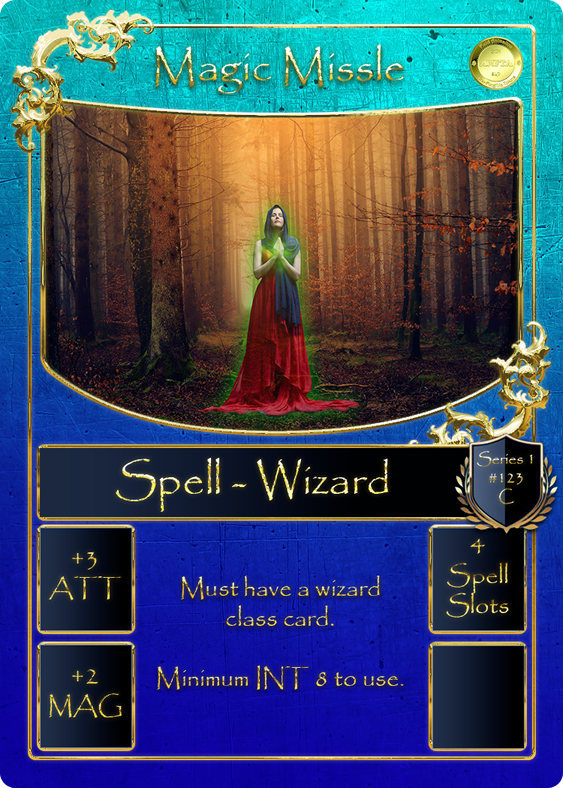 Magic Missle
Spell - Wizard
Series 1
#123
C
+3
ATT
Must have a wizard
class card.
4
Spell
Slots
+2
MAG
Minimum INT 8 to use.